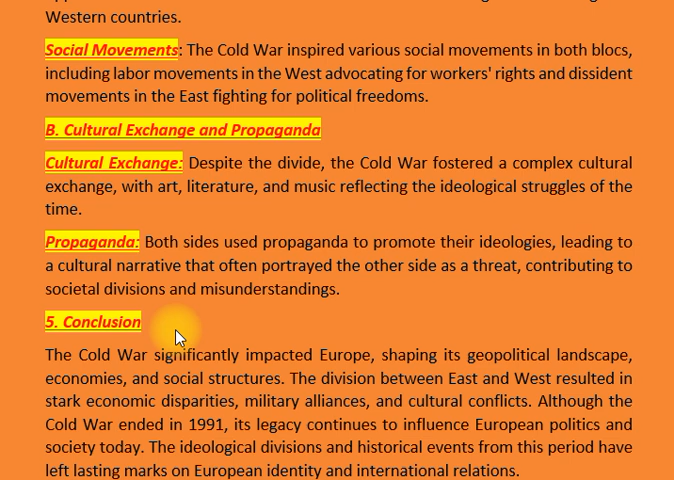 Western countries.
Social Movements: The Cold War inspired various social movements in both blocs,
including labor movements in the West advocating for workers' rights and dissident
movements in the East fighting for political freedoms.
B. Cultural Exchange and Propaganda
Cultural Exchange: Despite the divide, the Cold War fostered a complex cultural
exchange, with art, literature, and music reflecting the ideological struggles of the
time.
Propaganda: Both sides used propaganda to promote their ideologies, leading to
a cultural narrative that often portrayed the other side as a threat, contributing to
societal divisions and misunderstandings.
5. Conclusion
The Cold War significantly impacted Europe, shaping its geopolitical landscape,
economies, and social structures. The division between East and West resulted in
stark economic disparities, military alliances, and cultural conflicts. Although the
Cold War ended in 1991, its legacy continues to influence European politics and
society today. The ideological divisions and historical events from this period have
left lasting marks on European identity and international relations.